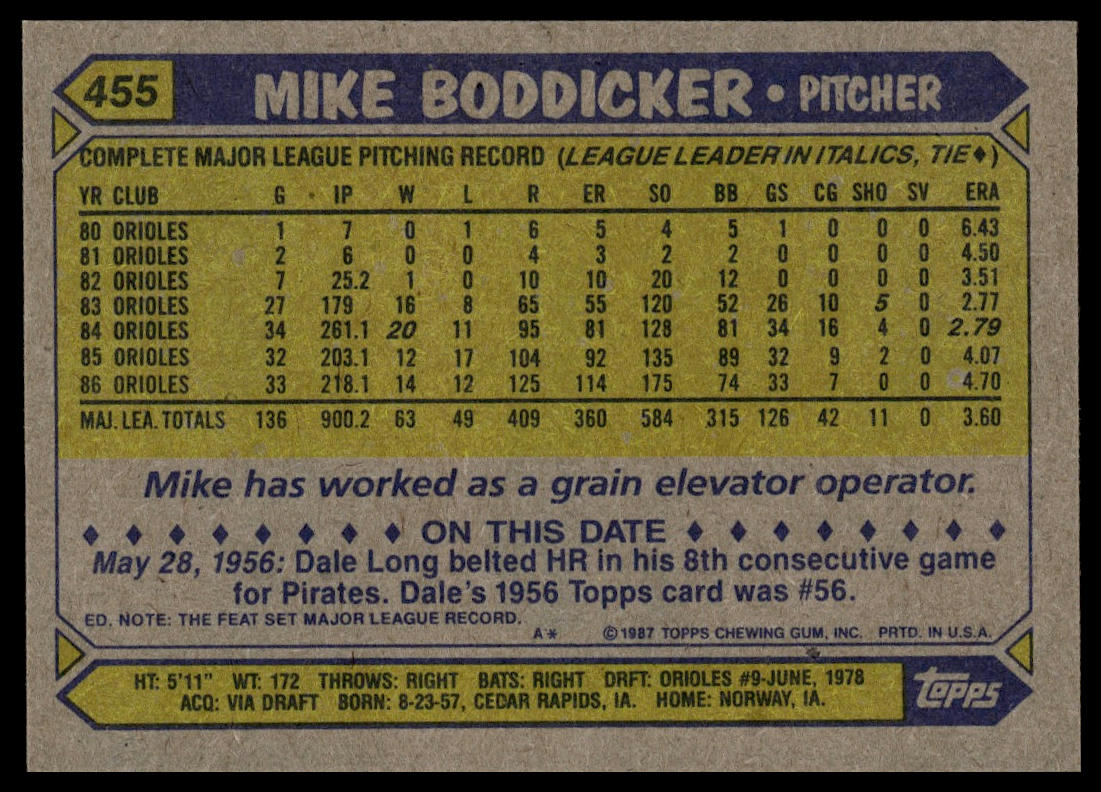 455 MIKE BODDICKER • PITCHER
COMPLETE MAJOR LEAGUE PITCHING RECORD (LEAGUE LEADER IN ITALICS, TIE♦)
YR CLUB G IP W L R ER SO BB GS CG SHO SV ERA
80 ORIOLES 1 7 0 1 6 5 4 5 1 0 0 0 6.43
81 ORIOLES 2 6 0 0 4 3 2 2 0 0 0 0 4.50
82 ORIOLES 7 25.2 1 0 10 10 20 12 0 0 0 0 3.51
83 ORIOLES 27 179 16 8 65 55 120 52 26 10 5 0 2.77
84 ORIOLES 34 261.1 20 11 95 81 128 81 34 16 4 0 2.79
85 ORIOLES 32 203.1 12 17 104 92 135 89 32 9 2 0 4.07
86 ORIOLES 33 218.1 14 12 125 114 175 74 33 7 0 0 4.70
MAJ. LEA. TOTALS 136 900.2 63 49 409 360 584 315 126 42 11 0 3.60
Mike has worked as a grain elevator operator.
♦ ♦ ♦ ♦ ♦ ♦ ♦ ♦ ON THIS DATE ♦ ♦ ♦ ♦ ♦ ♦ ♦ ♦
May 28, 1956: Dale Long belted HR in his 8th consecutive game
for Pirates. Dale's 1956 Topps card was #56.
ED. NOTE: THE FEAT SET MAJOR LEAGUE RECORD.
A* ©1987 TOPPS CHEWING GUM, INC. PRTD. IN U.S.A.
HT: 5'11" WT: 172 THROWS: RIGHT BATS: RIGHT DRFT: ORIOLES #9-JUNE, 1978
ACQ: VIA DRAFT BORN: 8-23-57, CEDAR RAPIDS, IA. HOME: NORWAY, IA.
topps